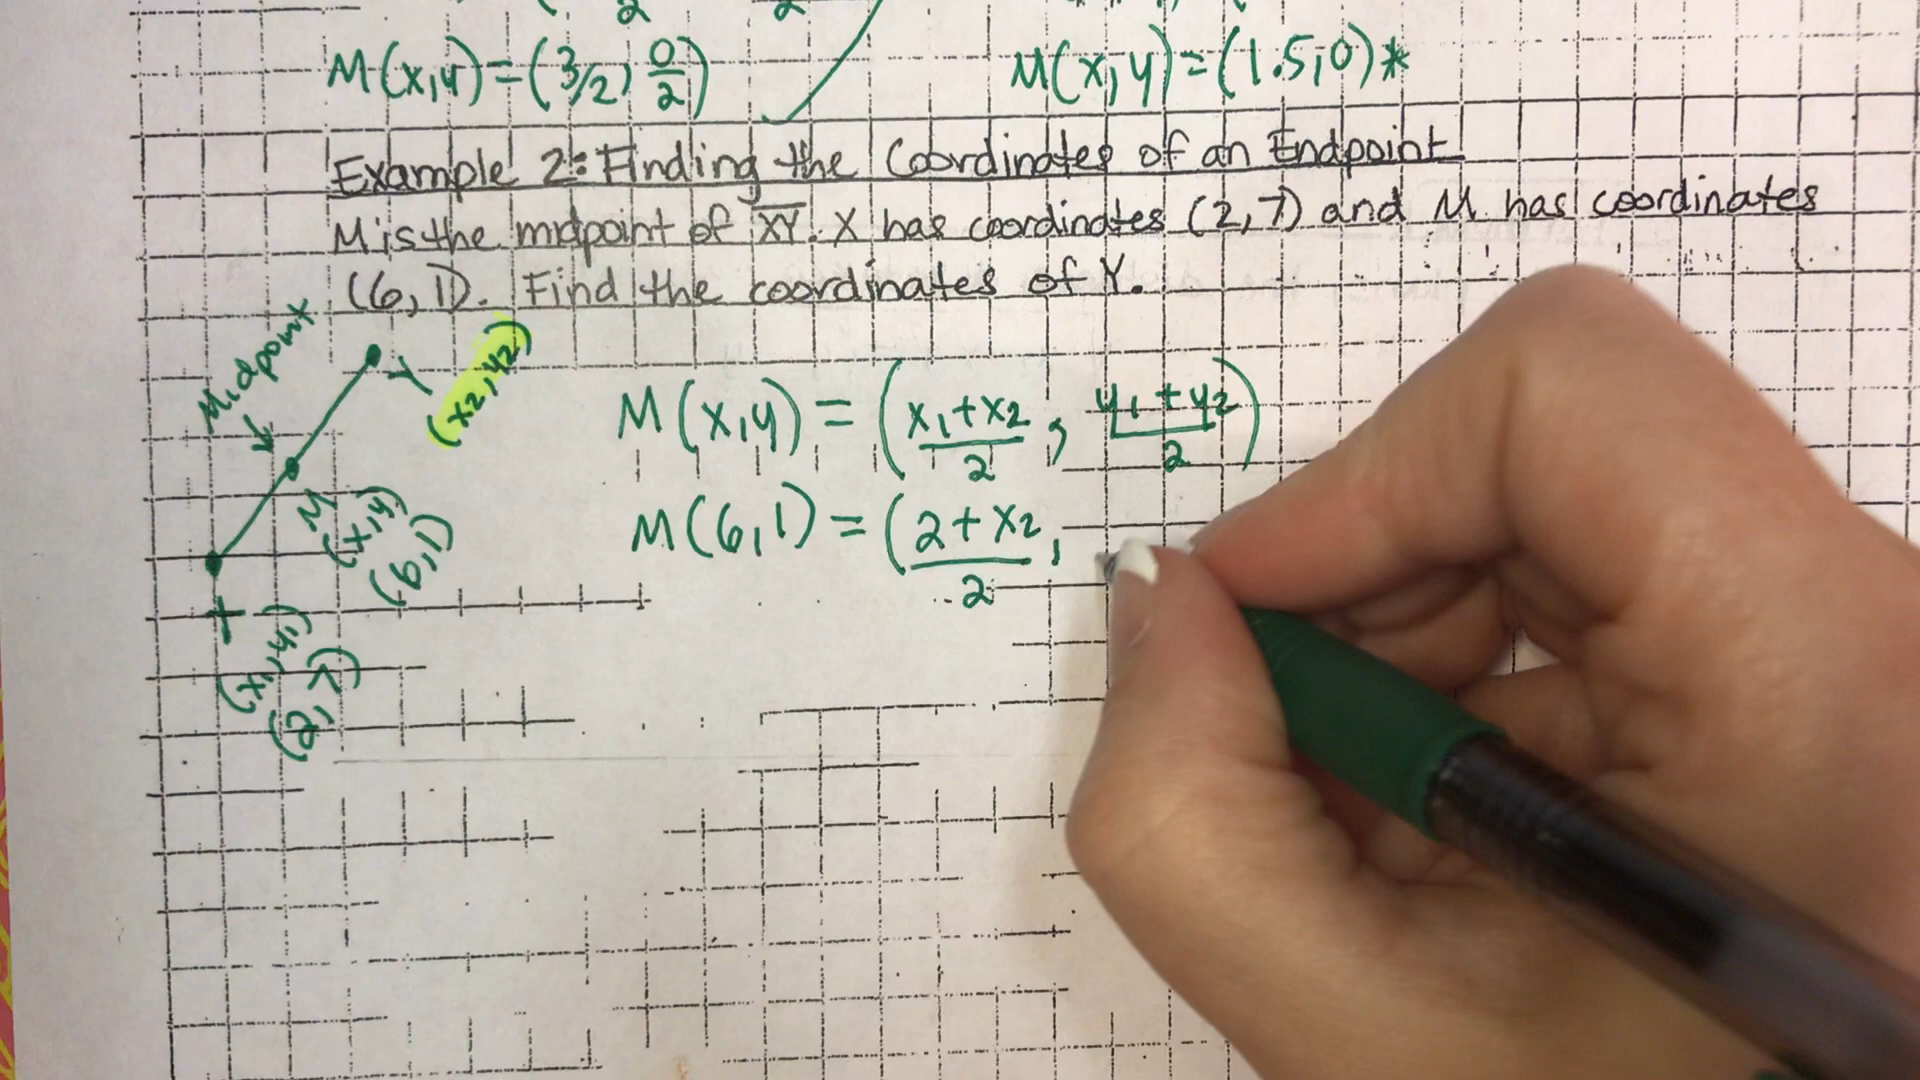 M(x,y)=(3/2, 0/2)
M(x,y)=(1.5,0)*
Example 2: Finding the Coordinates of an Endpoint
M is the midpoint of XY. X has coordinates (2,7) and M has coordinates
(6,1). Find the coordinates of Y.
Midpoint
Y
(x2,y2)
M
(x,y)
(6,1)
X
(x1,y1)
(2,7)
M(x,y) = (x1+x2/2, y1+y2/2)
M(6,1) = (2+x2/2,